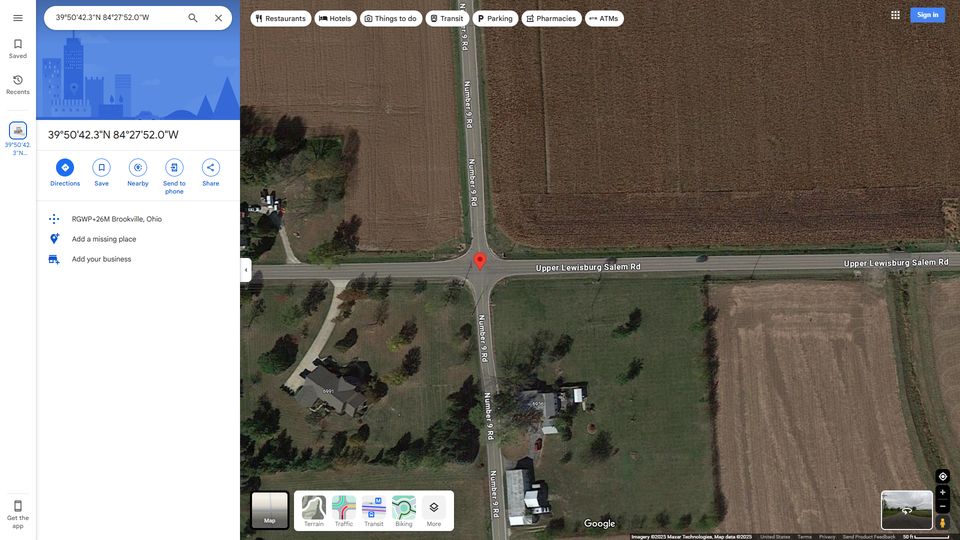 39°50'42.3"N 84°27'52.0"W
Restaurants
Hotels
Things to do
Transit
Parking
Pharmacies
ATMs
Sign in
Saved
Recents
39°50'42.
3"N...
39°50'42.3"N 84°27'52.0"W
Directions
Save
Nearby
Send to
phone
Share
RGWP+26M Brookville, Ohio
Add a missing place
Add your business
Number 9 Rd
Number 9 Rd
Number 9 Rd
Upper Lewisburg Salem Rd
Upper Lewisburg Salem Rd
Number 9 Rd
Number 9 Rd
Number 9 Rd
6991
Get the
app
Map
Terrain
Traffic
Transit
Biking
More
Google
Imagery ©2025 Maxar Technologies, Map data ©2025
United States
Terms
Privacy
Send Product Feedback
50 ft